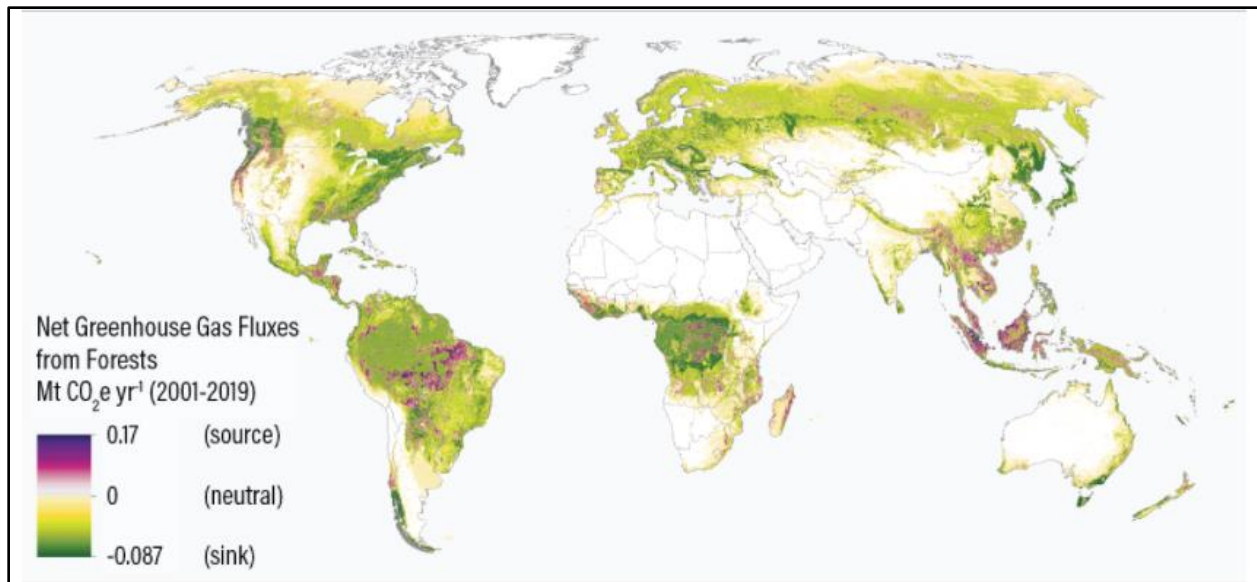 Net Greenhouse Gas Fluxes
from Forests
Mt CO₂e yr⁻¹ (2001-2019)
0.17 (source)
0 (neutral)
-0.087 (sink)